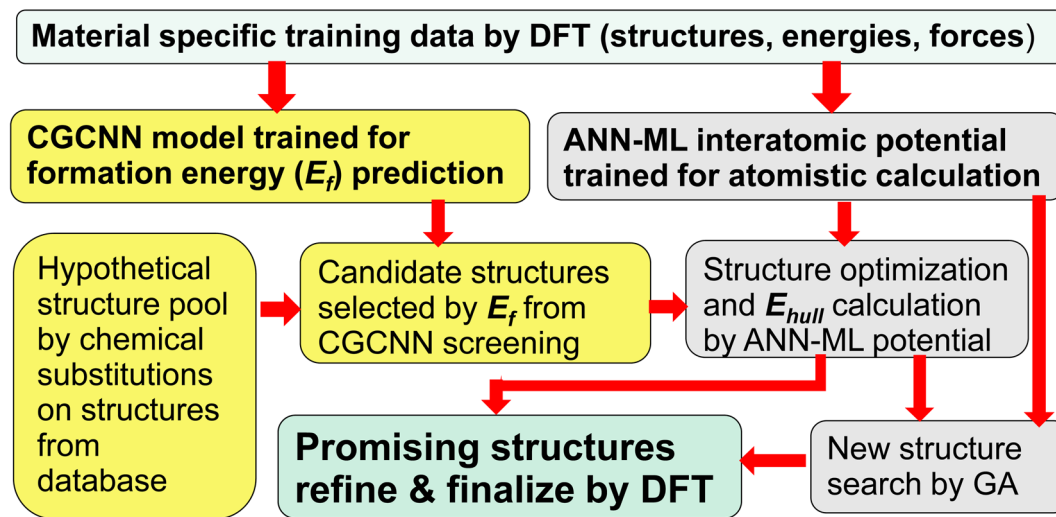 Material specific training data by DFT (structures, energies, forces)
CGCNN model trained for
formation energy (E_f) prediction
ANN-ML interatomic potential
trained for atomistic calculation
Hypothetical
structure pool
by chemical
substitutions
on structures
from
database
Candidate structures
selected by E_f from
CGCNN screening
Structure optimization
and E_hull calculation
by ANN-ML potential
Promising structures
refine & finalize by DFT
New structure
search by GA